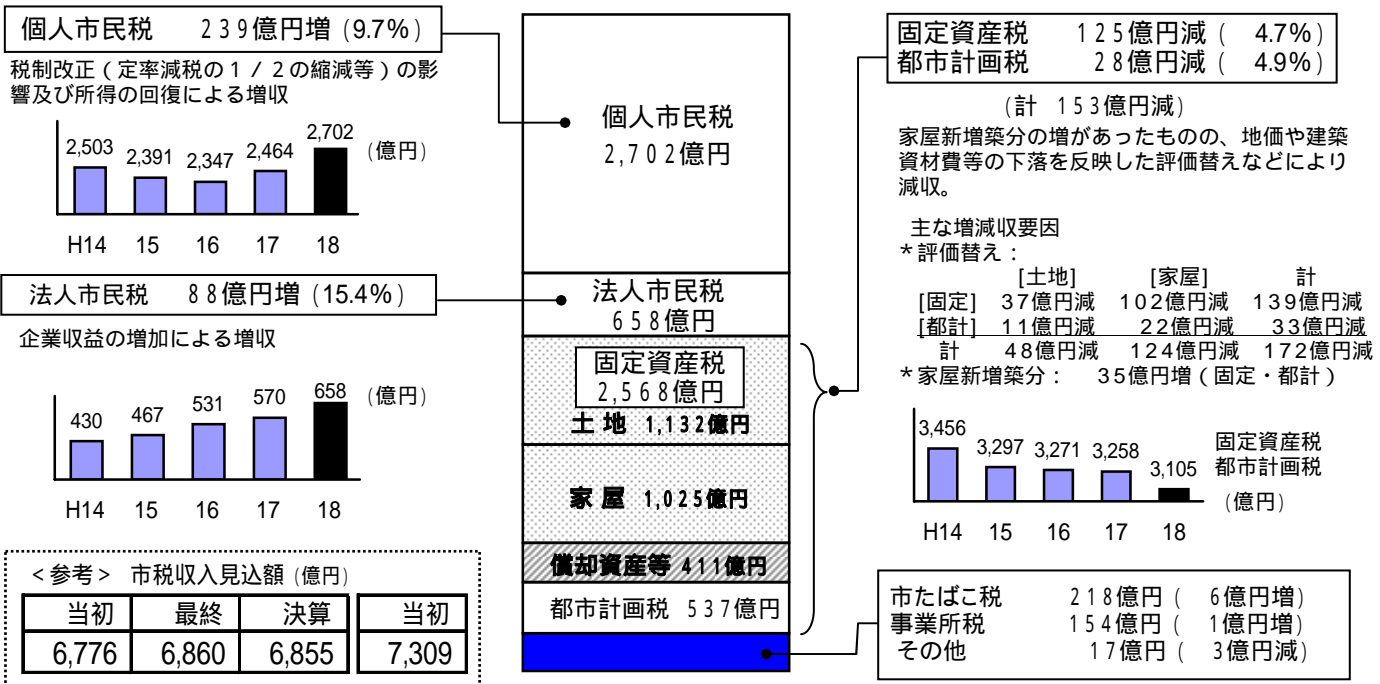 個人市民税 239億円増 (9.7%)
税制改正(定率減税の1/2の縮減等)の影
響及び所得の回復による増収
2,503 2,391 2,347 2,464 2,702 (億円)
H14 15 16 17 18
法人市民税 88億円増 (15.4%)
企業収益の増加による増収
430 467 531 570 658 (億円)
H14 15 16 17 18
<参考> 市税収入見込額 (億円)
当初 最終 決算 当初
6,776 6,860 6,855 7,309
個人市民税
2,702億円
法人市民税
658億円
固定資産税
2,568億円
土地 1,132億円
家屋 1,025億円
償却資産等 411億円
都市計画税 537億円
固定資産税 125億円減 ( 4.7%)
都市計画税 28億円減 ( 4.9%)
(計 153億円減)
家屋新増築分の増があったものの、地価や建築
資材費等の下落を反映した評価替えなどにより
減収。
主な増減収要因
*評価替え:
[土地] [家屋] 計
[固定] 37億円減 102億円減 139億円減
[都計] 11億円減 22億円減 33億円減
計 48億円減 124億円減 172億円減
*家屋新増築分: 35億円増(固定・都計)
3,456 3,297 3,271 3,258 3,105
固定資産税
都市計画税
(億円)
H14 15 16 17 18
市たばこ税 218億円 ( 6億円増)
事業所税 154億円 ( 1億円増)
その他 17億円 ( 3億円減)